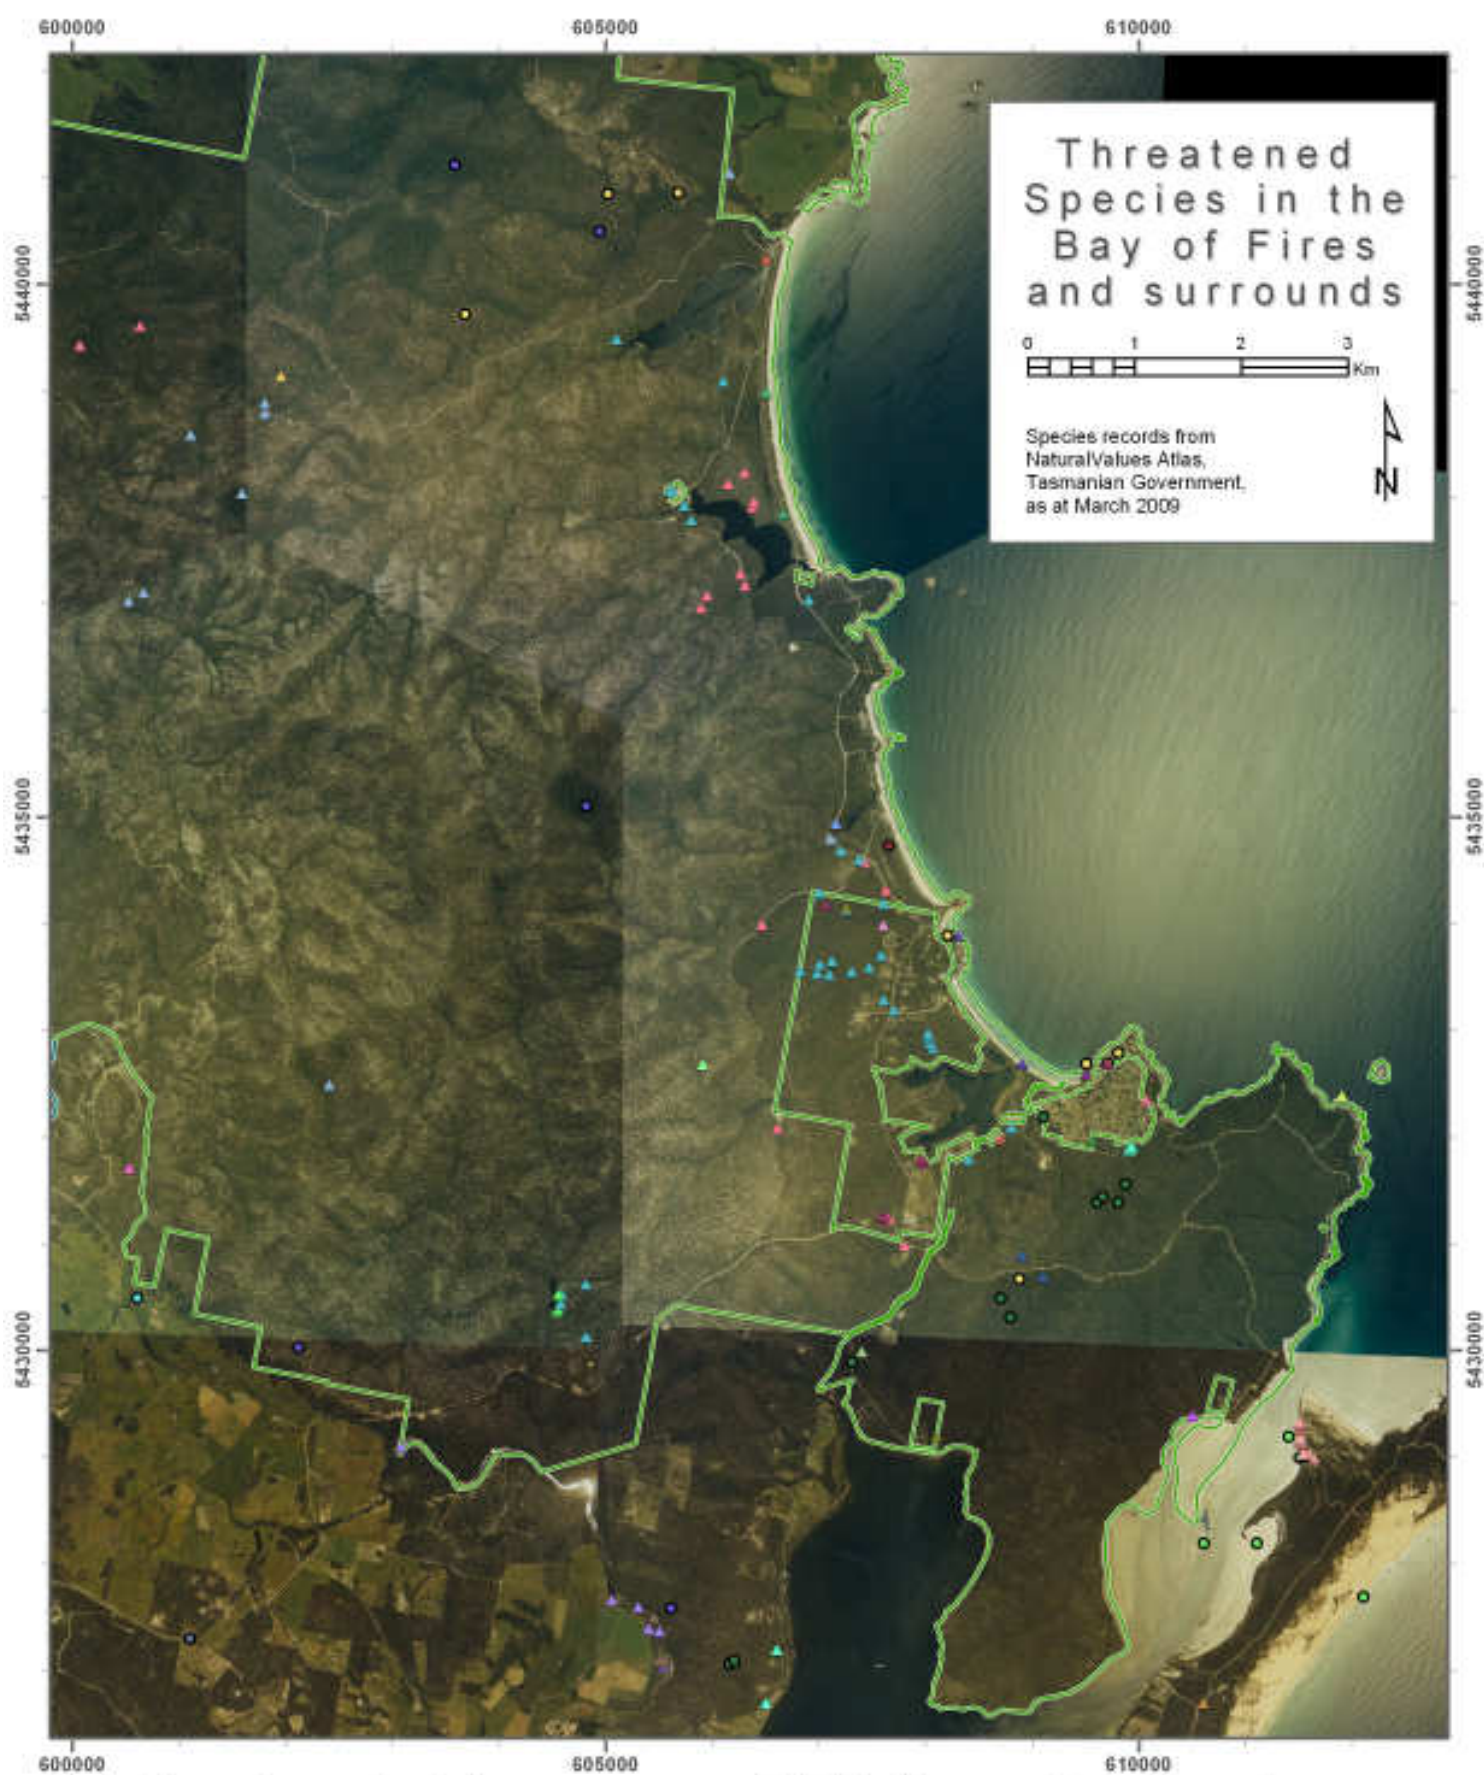 600000 605000 610000
Threatened
Species in the
Bay of Fires
and surrounds
0 1 2 3
Km
Species records from
NaturalValues Atlas,
Tasmanian Government,
as at March 2009
N
5440000 5440000
5435000 5435000
5430000 5430000
600000 605000 610000